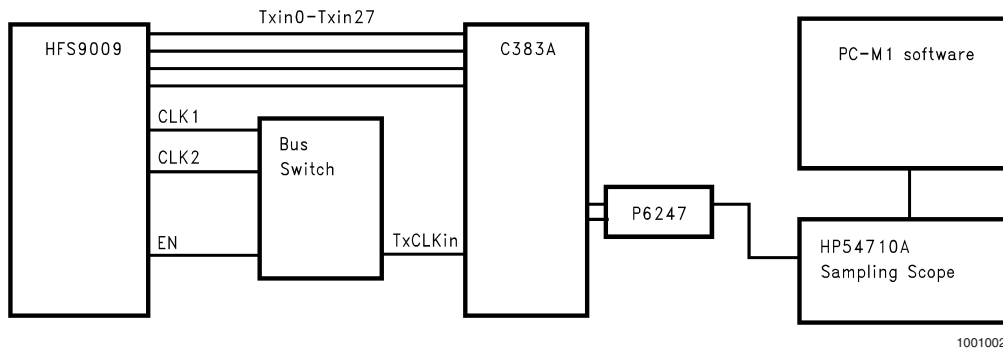 Txin0-Txin27
HFS9009
C383A
PC-M1 software
CLK1
Bus
Switch
CLK2
P6247
EN
TxCLKin
HP54710A
Sampling Scope
1001002